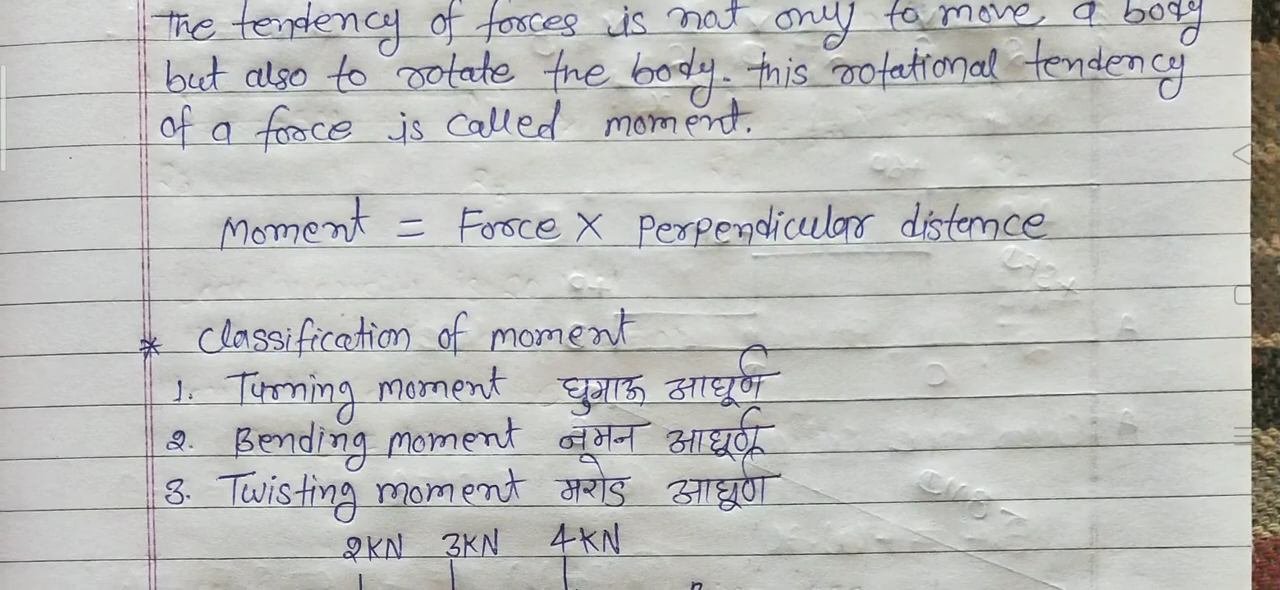 The tendency of forces is not only to move a body
but also to rotate the body. this rotational tendency
of a force is called moment.
Moment = Force X Perpendicular distance
* Classification of moment
1. Turning moment घुमाऊ आघूर्ण
2. Bending moment नमन आघूर्ण
3. Twisting moment मरोड आघूर्ण
2KN 3KN 4KN